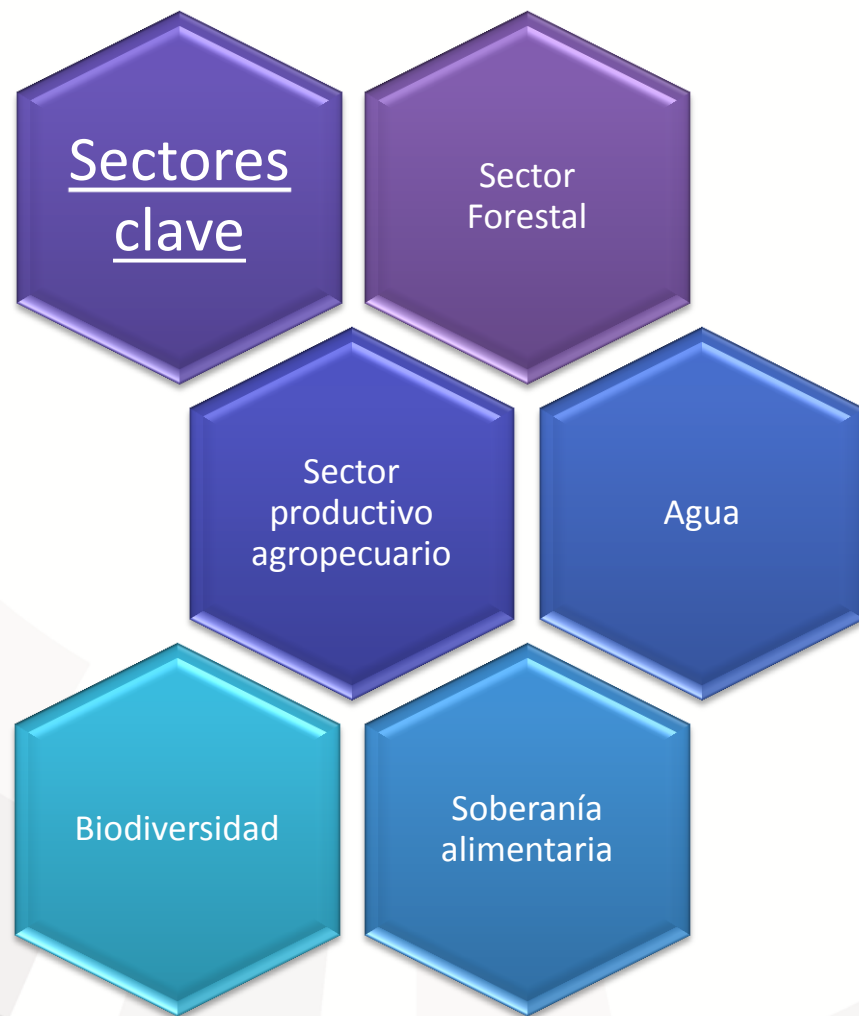 Sectores
clave
Sector
Forestal
Sector
productivo
agropecuario
Agua
Biodiversidad
Soberanía
alimentaria